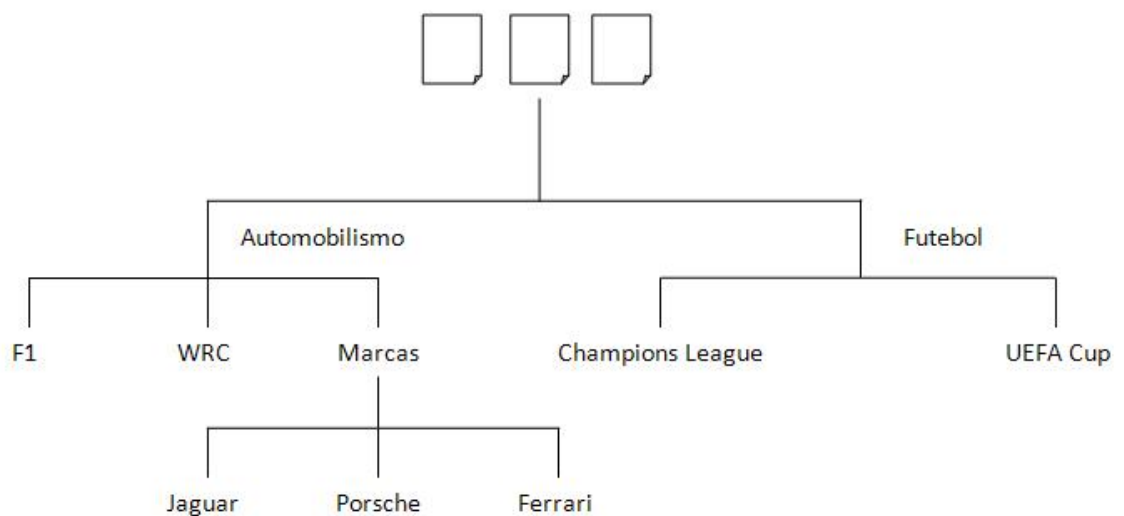 Automobilismo
Futebol
F1
WRC
Marcas
Champions League
UEFA Cup
Jaguar
Porsche
Ferrari